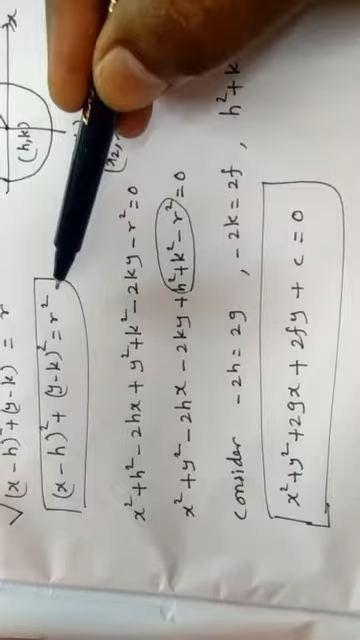 x
(h,k)
√(x-h)²+(y-k) = r
(x-h)² + (y-k)² = r²
x²+h²-2hx + y²+k²-2ky-r²=0
x²+y²-2hx-2ky+h²+k²-r²=0
consider -2h=2g , -2k=2f , h²+k
x²+y²+2gx+2fy+c=0